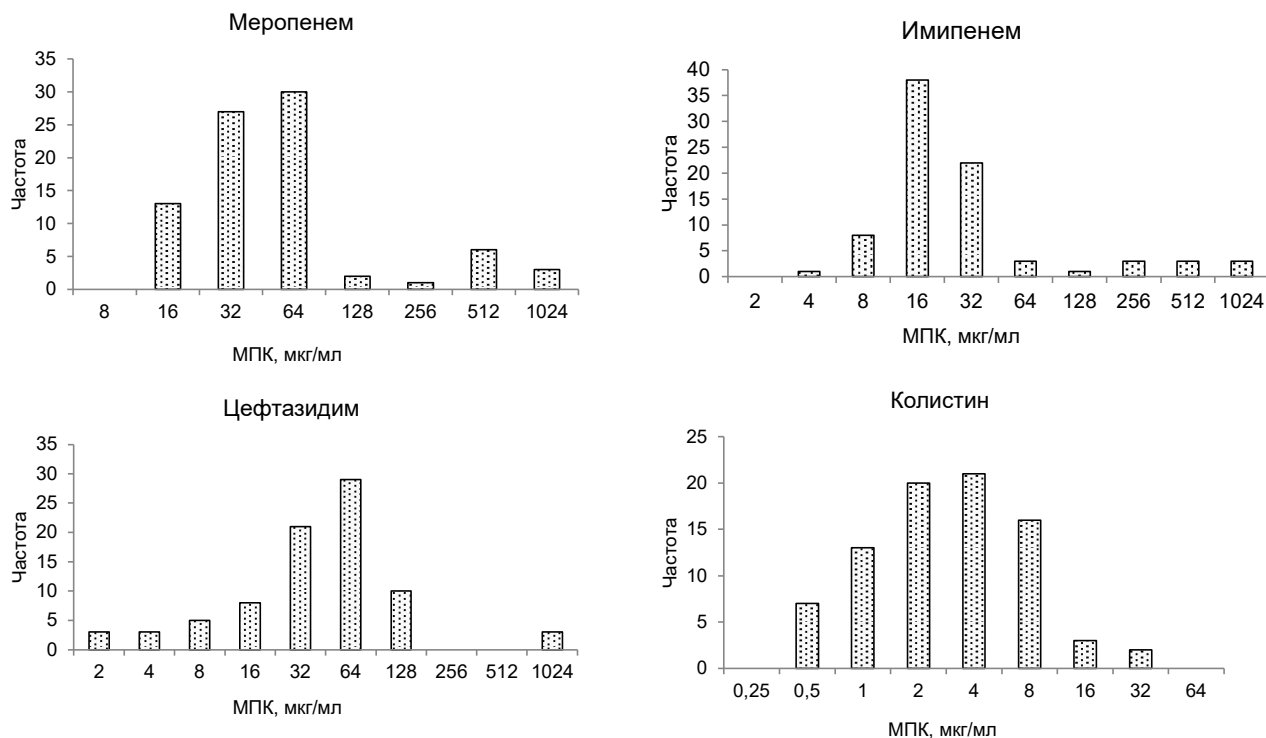 Меропенем
35
30
25
20
15
10
5
0
Частота
8 16 32 64 128 256 512 1024
МПК, мкг/мл
Имипенем
40
35
30
25
20
15
10
5
0
Частота
2 4 8 16 32 64 128 256 512 1024
МПК, мкг/мл
Цефтазидим
35
30
25
20
15
10
5
0
Частота
2 4 8 16 32 64 128 256 512 1024
МПК, мкг/мл
Колистин
25
20
15
10
5
0
Частота
0,25 0,5 1 2 4 8 16 32 64
МПК, мкг/мл